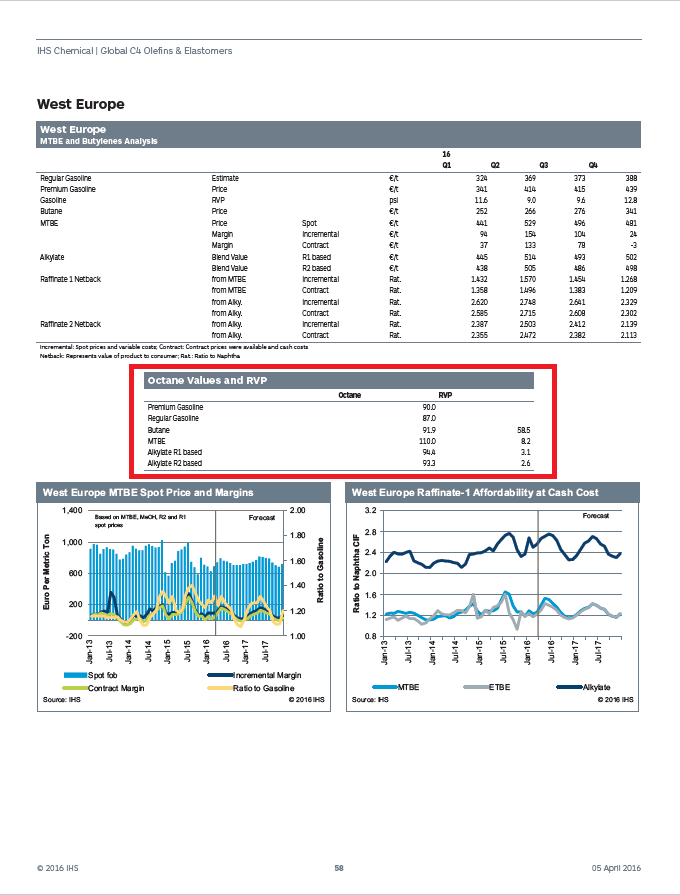 IHS Chemical | Global C4 Olefins & Elastomers
West Europe
West Europe
MTBE and Butylenes Analysis
16
Q1 Q2 Q3 Q4
Regular Gasoline Estimate €/t 324 369 373 388
Premium Gasoline Price €/t 341 414 415 439
Gasoline RVP psi 11.6 9.0 9.6 12.8
Butane Price €/t 252 266 276 341
MTBE Price Spot €/t 441 529 496 481
Margin Incremental €/t 94 154 104 24
Margin Contract €/t 37 133 78 -3
Alkylate Blend Value R1 based €/t 445 514 493 502
Blend Value R2 based €/t 438 505 486 498
Raffinate 1 Netback from MTBE Incremental Rat. 1.432 1.570 1.454 1.268
from MTBE Contract Rat. 1.358 1.496 1.383 1.209
from Alky. Incremental Rat. 2.620 2.748 2.641 2.329
from Alky. Contract Rat. 2.585 2.715 2.608 2.302
Raffinate 2 Netback from Alky. Incremental Rat. 2.387 2.503 2.412 2.139
from Alky. Contract Rat. 2.355 2.472 2.382 2.113
Incremental: Spot prices and variable costs; Contract: Contract prices were available and cash costs
Netback: Represents value of product to consumer; Rat.: Ratio to Naphtha
Octane Values and RVP
Octane RVP
Premium Gasoline 90.0
Regular Gasoline 87.0
Butane 91.9 58.5
MTBE 110.0 8.2
Alkylate R1 based 94.4 3.1
Alkylate R2 based 93.3 2.6
West Europe MTBE Spot Price and Margins
Based on MTBE, MeOH, R2 and R1
spot prices
Forecast
Euro Per Metric Ton
1,400
1,000
600
200
-200
2.00
1.80
1.60
1.40
1.20
1.00
Ratio to Gasoline
Jan-13 Jul-13 Jan-14 Jul-14 Jan-15 Jul-15 Jan-16 Jul-16 Jan-17 Jul-17
Spot fob Incremental Margin
Contract Margin Ratio to Gasoline
Source: IHS © 2016 IHS
West Europe Raffinate-1 Affordability at Cash Cost
Forecast
Ratio to Naphtha CIF
3.2
2.8
2.4
2.0
1.6
1.2
0.8
Jan-13 Jul-13 Jan-14 Jul-14 Jan-15 Jul-15 Jan-16 Jul-16 Jan-17 Jul-17
MTBE ETBE Alkylate
Source: IHS © 2016 IHS
© 2016 IHS 58 05 April 2016